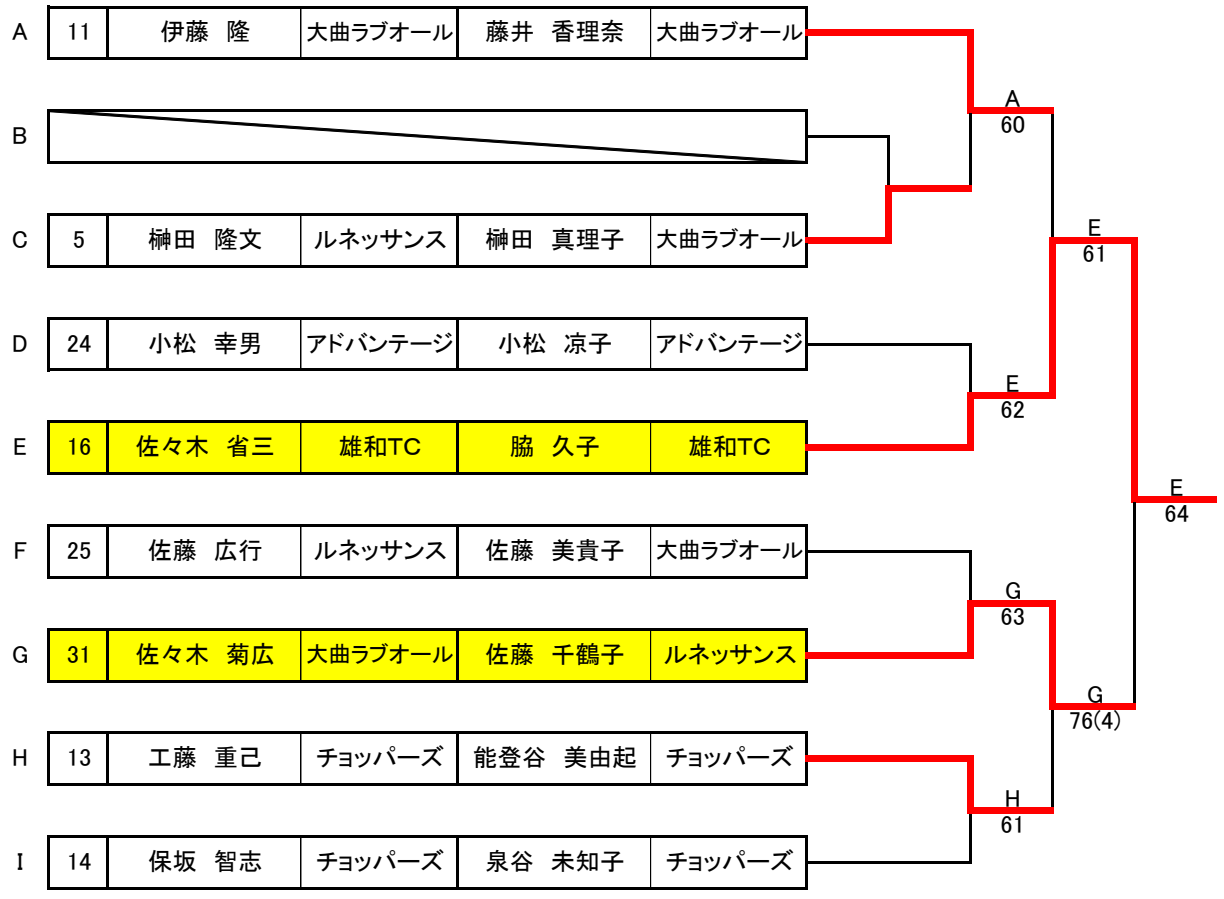 A 11 伊藤 隆 大曲ラブオール 藤井 香理奈 大曲ラブオール
A
60
B
C 5 榊田 隆文 ルネッサンス 榊田 真理子 大曲ラブオール
E
61
D 24 小松 幸男 アドバンテージ 小松 凉子 アドバンテージ
E
62
E 16 佐々木 省三 雄和TC 脇 久子 雄和TC
E
64
F 25 佐藤 広行 ルネッサンス 佐藤 美貴子 大曲ラブオール
G
63
G 31 佐々木 菊広 大曲ラブオール 佐藤 千鶴子 ルネッサンス
G
76(4)
H 13 工藤 重己 チョッパーズ 能登谷 美由起 チョッパーズ
H
61
I 14 保坂 智志 チョッパーズ 泉谷 未知子 チョッパーズ